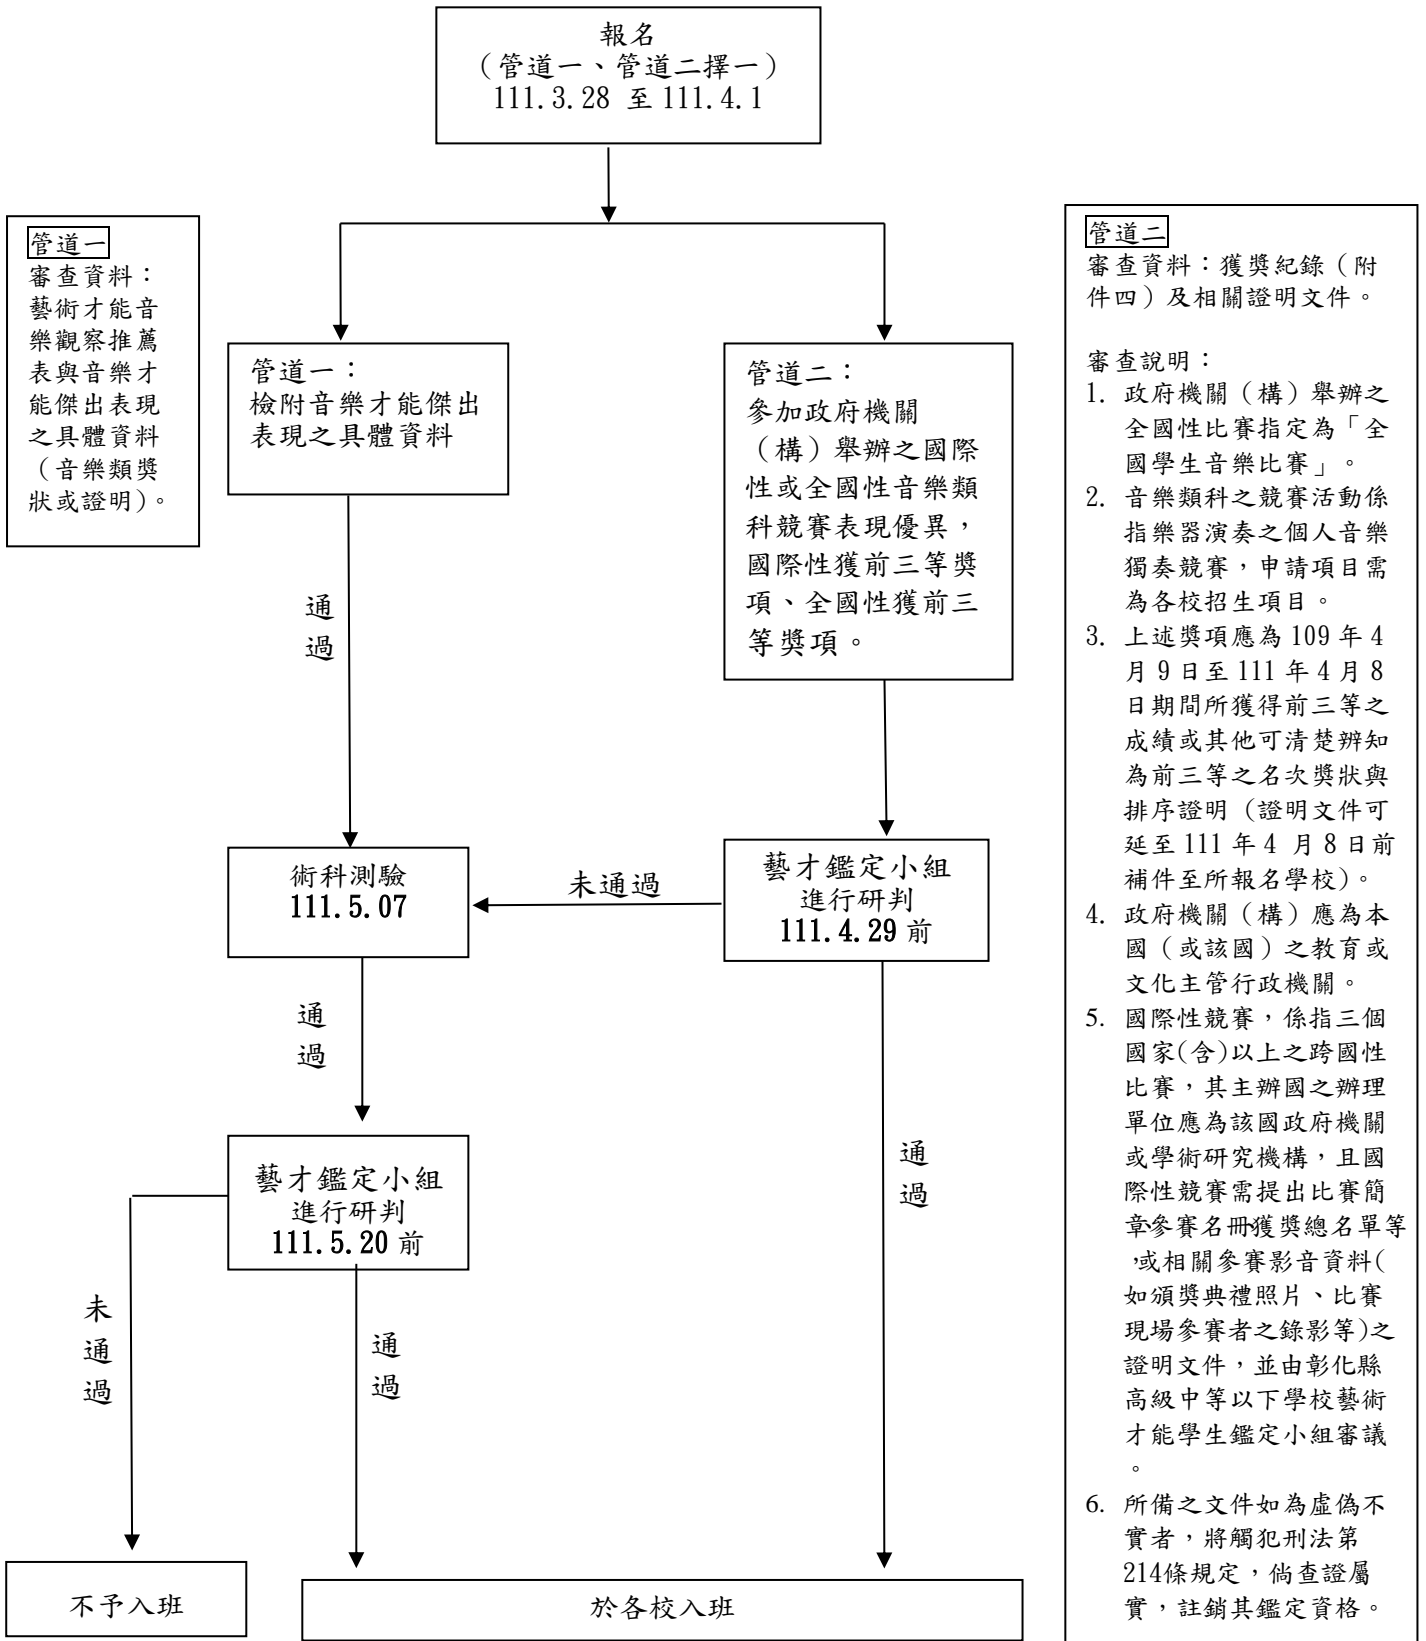 報名
（管道一、管道二擇一）
111.3.28 至 111.4.1
管道一
審查資料：
藝術才能音
樂觀察推薦
表與音樂才
能傑出表現
之具體資料
（音樂類獎
狀或證明）。
管道一：
檢附音樂才能傑出
表現之具體資料
管道二：
參加政府機關
（構）舉辦之國際
性或全國性音樂類
科競賽表現優異，
國際性獲前三等獎
項、全國性獲前三
等獎項。
通
過
術科測驗
111.5.07
未通過
藝才鑑定小組
進行研判
111.4.29 前
通
過
藝才鑑定小組
進行研判
111.5.20 前
通
過
未
通
過
通
過
不予入班
於各校入班
管道二
審查資料：獲獎紀錄（附
件四）及相關證明文件。
審查說明：
1. 政府機關（構）舉辦之
全國性比賽指定為「全
國學生音樂比賽」。
2. 音樂類科之競賽活動係
指樂器演奏之個人音樂
獨奏競賽，申請項目需
為各校招生項目。
3. 上述獎項應為 109 年 4
月 9 日至 111 年 4 月 8
日期間所獲得前三等之
成績或其他可清楚辨知
為前三等之名次獎狀與
排序證明（證明文件可
延至 111 年 4 月 8 日前
補件至所報名學校）。
4. 政府機關（構）應為本
國（或該國）之教育或
文化主管行政機關。
5. 國際性競賽，係指三個
國家(含)以上之跨國性
比賽，其主辦國之辦理
單位應為該國政府機關
或學術研究機構，且國
際性競賽需提出比賽簡
章、參賽名冊、獲獎總名單等
，或相關參賽影音資料(
如頒獎典禮照片、比賽
現場參賽者之錄影等)之
證明文件，並由彰化縣
高級中等以下學校藝術
才能學生鑑定小組審議
。
6. 所備之文件如為虛偽不
實者，將觸犯刑法第
214條規定，倘查證屬
實，註銷其鑑定資格。